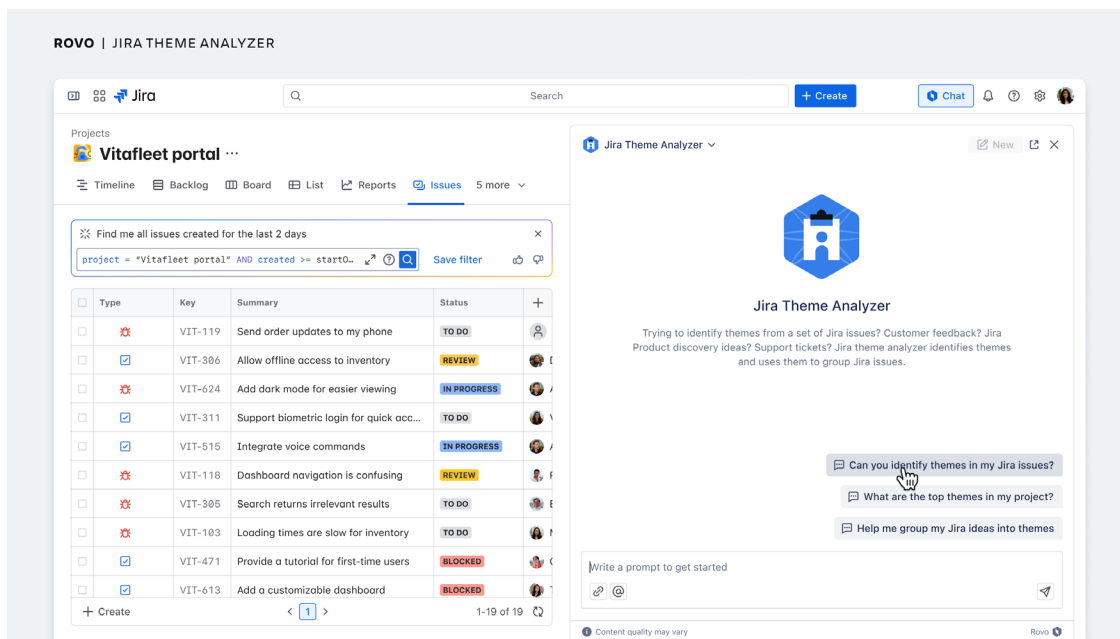 ROVO | JIRA THEME ANALYZER
Jira
Search
+ Create
Chat
Projects
Vitafleet portal ...
Timeline
Backlog
Board
List
Reports
Issues
5 more
Find me all issues created for the last 2 days
project = "Vitafleet portal" AND created >= startO...
Save filter
Type Key Summary Status
VIT-119 Send order updates to my phone TO DO
VIT-306 Allow offline access to inventory REVIEW
VIT-624 Add dark mode for easier viewing IN PROGRESS
VIT-311 Support biometric login for quick acc... TO DO
VIT-515 Integrate voice commands IN PROGRESS
VIT-118 Dashboard navigation is confusing REVIEW
VIT-305 Search returns irrelevant results TO DO
VIT-103 Loading times are slow for inventory TO DO
VIT-471 Provide a tutorial for first-time users BLOCKED
VIT-613 Add a customizable dashboard BLOCKED
+ Create
< 1 >
1-19 of 19
Jira Theme Analyzer
New
Jira Theme Analyzer
Trying to identify themes from a set of Jira issues? Customer feedback? Jira
Product discovery ideas? Support tickets? Jira theme analyzer identifies themes
and uses them to group Jira issues.
Can you identify themes in my Jira issues?
What are the top themes in my project?
Help me group my Jira ideas into themes
Write a prompt to get started
@
Content quality may vary
Rovo